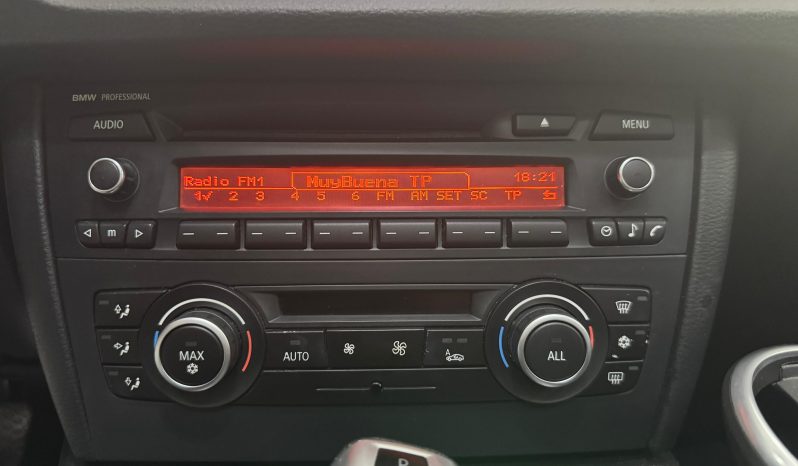 BMW PROFESSIONAL
AUDIO
MENU
Radio FM1 MuyBuena TP 18:21
1✓ 2 3 4 5 6 FM AM SET SC TP
m
MAX
AUTO
A
ALL